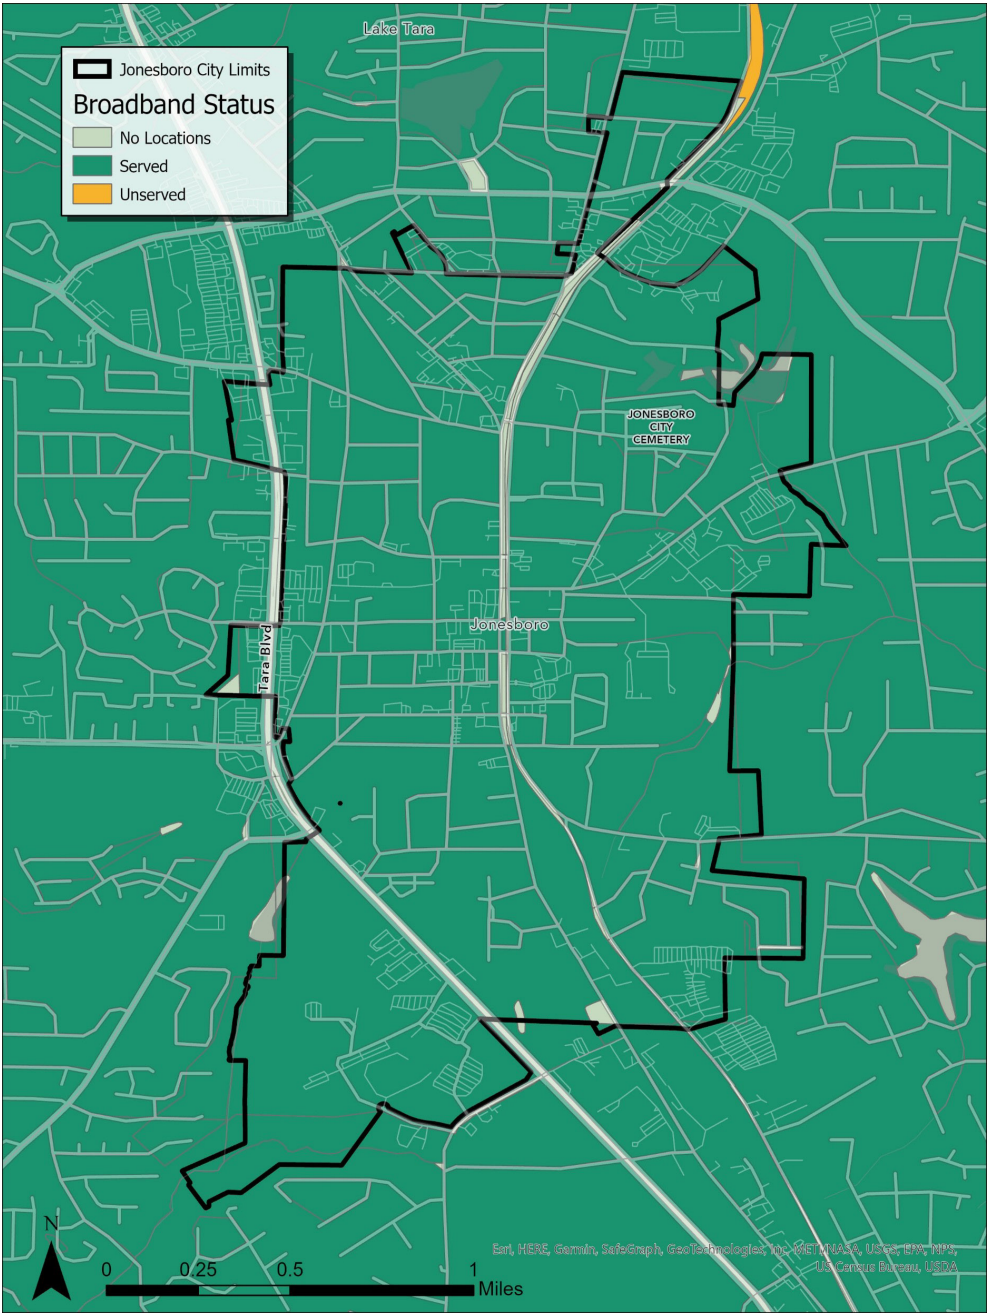 Lake Tara
Jonesboro City Limits
Broadband Status
No Locations
Served
Unserved
JONESBORO
CITY
CEMETERY
Jonesboro
Tara Blvd
N
0 0.25 0.5 1
Miles
Esri, HERE, Garmin, SafeGraph, GeoTechnologies, Inc, METI/NASA, USGS, EPA, NPS,
US Census Bureau, USDA